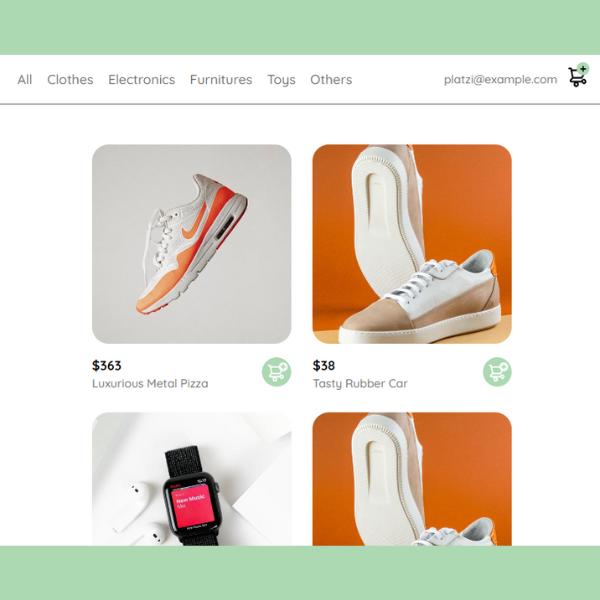 All Clothes Electronics Furnitures Toys Others platzi@example.com
$363
Luxurious Metal Pizza
$38
Tasty Rubber Car
New Music
Mix